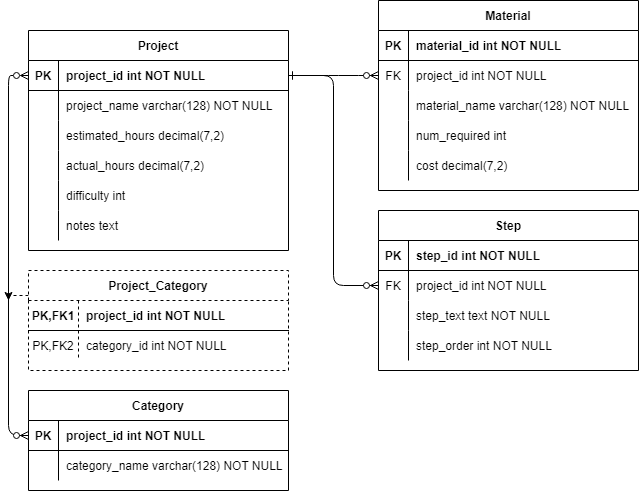 Project
PK project_id int NOT NULL
project_name varchar(128) NOT NULL
estimated_hours decimal(7,2)
actual_hours decimal(7,2)
difficulty int
notes text
Material
PK material_id int NOT NULL
FK project_id int NOT NULL
material_name varchar(128) NOT NULL
num_required int
cost decimal(7,2)
Step
PK step_id int NOT NULL
FK project_id int NOT NULL
step_text text NOT NULL
step_order int NOT NULL
Project_Category
PK,FK1 project_id int NOT NULL
PK,FK2 category_id int NOT NULL
Category
PK project_id int NOT NULL
category_name varchar(128) NOT NULL